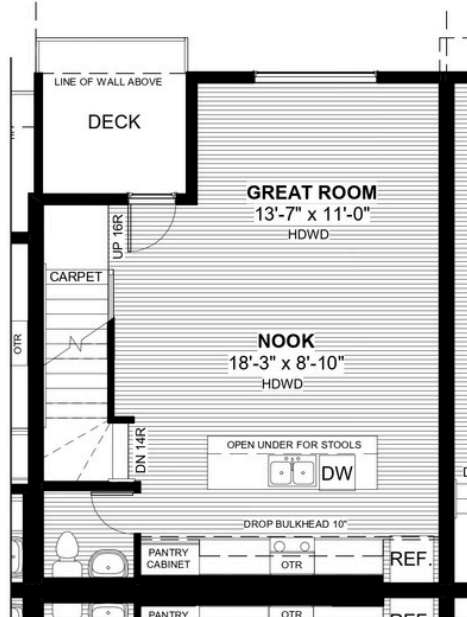 LINE OF WALL ABOVE
DECK
GREAT ROOM
13'-7" x 11'-0"
HDWD
UP 16R
CARPET
OTR
NOOK
18'-3" x 8'-10"
HDWD
DN 14R
OPEN UNDER FOR STOOLS
DW
DROP BULKHEAD 10"
PANTRY
CABINET
OTR
REF.
PANTRY
OTR
REF.